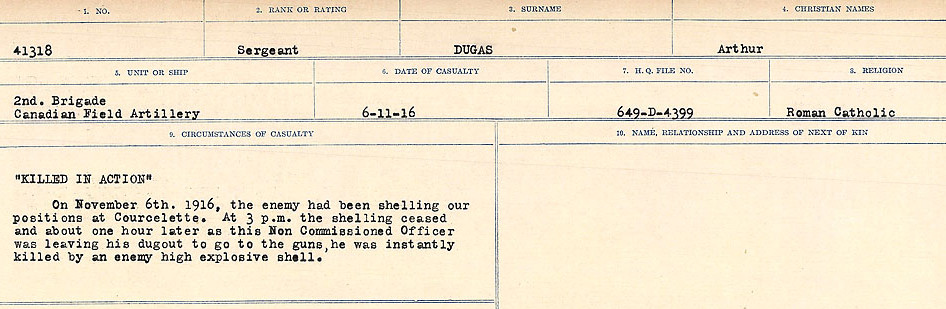 1. NO.
2. RANK OR RATING
3. SURNAME
4. CHRISTIAN NAMES
41318
Sergeant
DUGAS
Arthur
5. UNIT OR SHIP
6. DATE OF CASUALTY
7. H. Q. FILE NO.
8. RELIGION
2nd. Brigade
Canadian Field Artillery
6-11-16
649-D-4399
Roman Catholic
9. CIRCUMSTANCES OF CASUALTY
"KILLED IN ACTION"
On November 6th. 1916, the enemy had been shelling our
positions at Courcelette. At 3 p.m. the shelling ceased
and about one hour later as this Non Commissioned Officer
was leaving his dugout to go to the guns, he was instantly
killed by an enemy high explosive shell.
10. NAME, RELATIONSHIP AND ADDRESS OF NEXT OF KIN